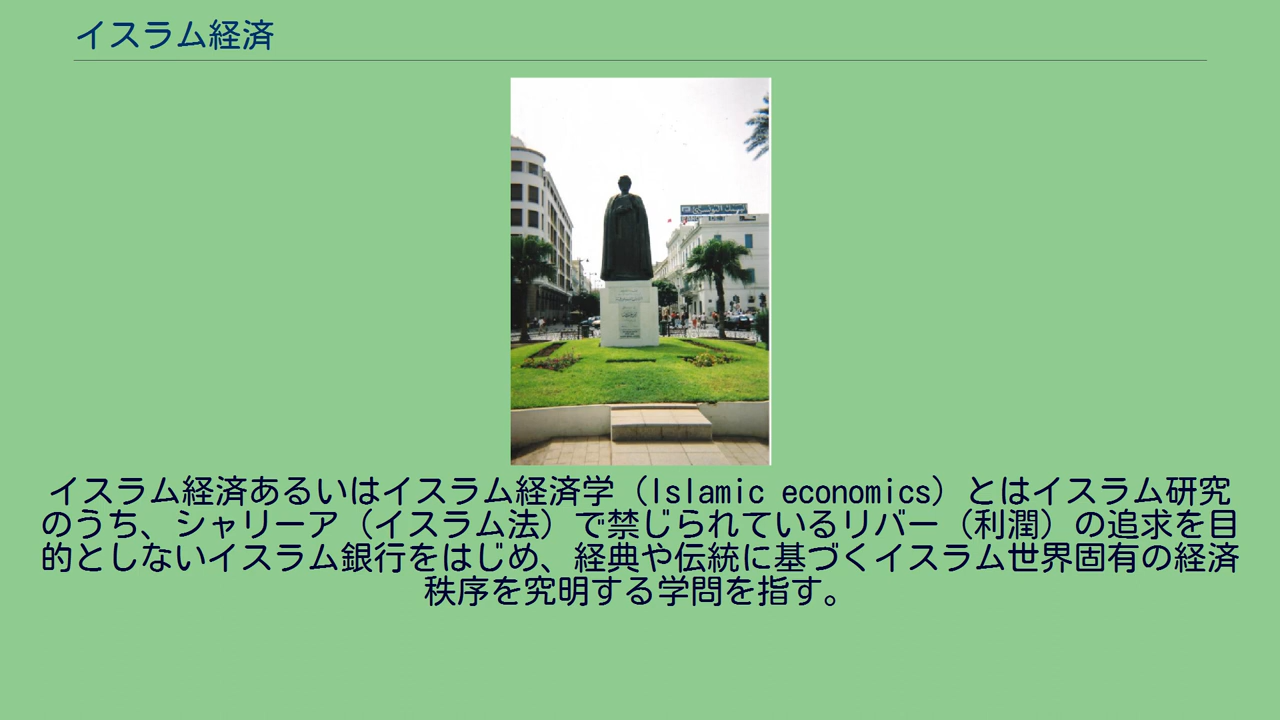 イスラム経済
イスラム経済あるいはイスラム経済学（Islamic economics）とはイスラム研究
のうち、シャリーア（イスラム法）で禁じられているリバー（利潤）の追求を目
的としないイスラム銀行をはじめ、経典や伝統に基づくイスラム世界固有の経済
秩序を究明する学問を指す。